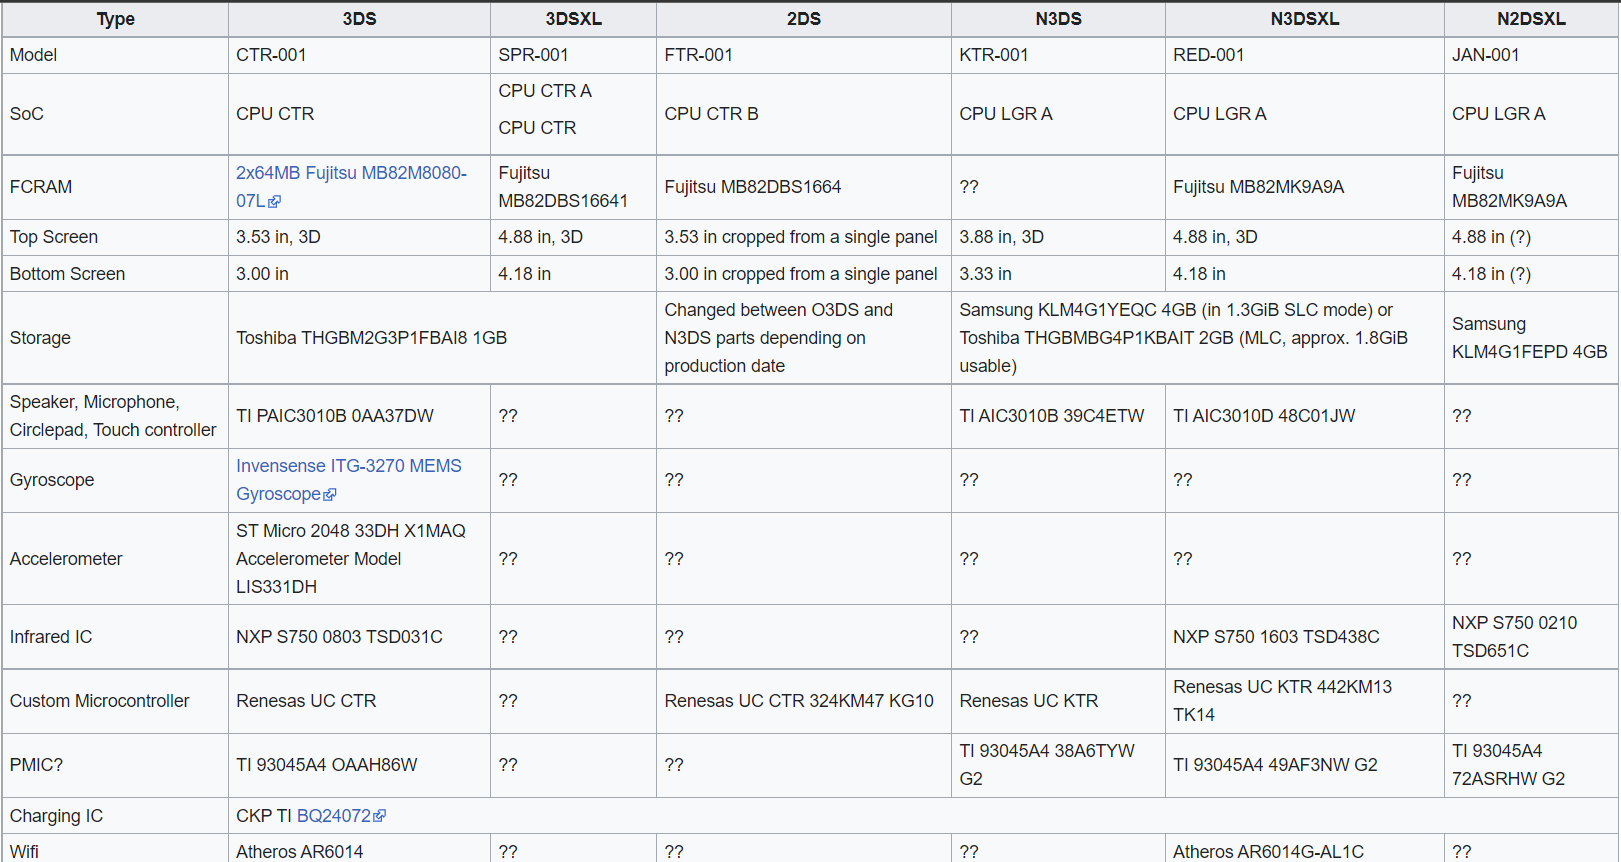 Type 3DS 3DSXL 2DS N3DS N3DSXL N2DSXL
Model CTR-001 SPR-001 FTR-001 KTR-001 RED-001 JAN-001
SoC CPU CTR CPU CTR A CPU CTR CPU CTR B CPU LGR A CPU LGR A CPU LGR A
FCRAM
2x64MB Fujitsu MB82M8080-
07L
Fujitsu
MB82DBS16641
Fujitsu MB82DBS1664
??
Fujitsu MB82MK9A9A
Fujitsu
MB82MK9A9A
Top Screen 3.53 in, 3D 4.88 in, 3D 3.53 in cropped from a single panel 3.88 in, 3D 4.88 in, 3D 4.88 in (?)
Bottom Screen 3.00 in 4.18 in 3.00 in cropped from a single panel 3.33 in 4.18 in 4.18 in (?)
Storage
Toshiba THGBM2G3P1FBAI8 1GB
Changed between O3DS and
N3DS parts depending on
production date
Samsung KLM4G1YEQC 4GB (in 1.3GiB SLC mode) or
Toshiba THGBMBG4P1KBAIT 2GB (MLC, approx. 1.8GiB
usable)
Samsung
KLM4G1FEPD 4GB
Speaker, Microphone,
Circlepad, Touch controller
TI PAIC3010B 0AA37DW
??
??
TI AIC3010B 39C4ETW
TI AIC3010D 48C01JW
??
Gyroscope
Invensense ITG-3270 MEMS
Gyroscope
??
??
??
??
??
Accelerometer
ST Micro 2048 33DH X1MAQ
Accelerometer Model
LIS331DH
??
??
??
??
??
Infrared IC
NXP S750 0803 TSD031C
??
??
??
NXP S750 1603 TSD438C
NXP S750 0210
TSD651C
Custom Microcontroller
Renesas UC CTR
??
Renesas UC CTR 324KM47 KG10
Renesas UC KTR
Renesas UC KTR 442KM13
TK14
??
PMIC?
TI 93045A4 OAAH86W
??
??
TI 93045A4 38A6TYW
G2
TI 93045A4 49AF3NW G2
TI 93045A4
72ASRHW G2
Charging IC CKP TI BQ24072
Wifi Atheros AR6014 ?? ?? ?? Atheros AR6014G-AL1C ??